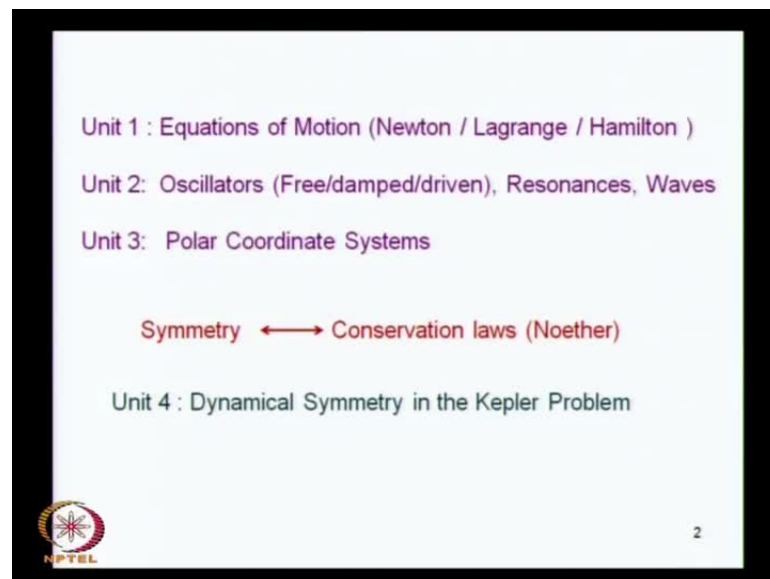 Unit 1 : Equations of Motion (Newton / Lagrange / Hamilton )
Unit 2: Oscillators (Free/damped/driven), Resonances, Waves
Unit 3: Polar Coordinate Systems
Symmetry ⟷ Conservation laws (Noether)
Unit 4 : Dynamical Symmetry in the Kepler Problem
2
NPTEL